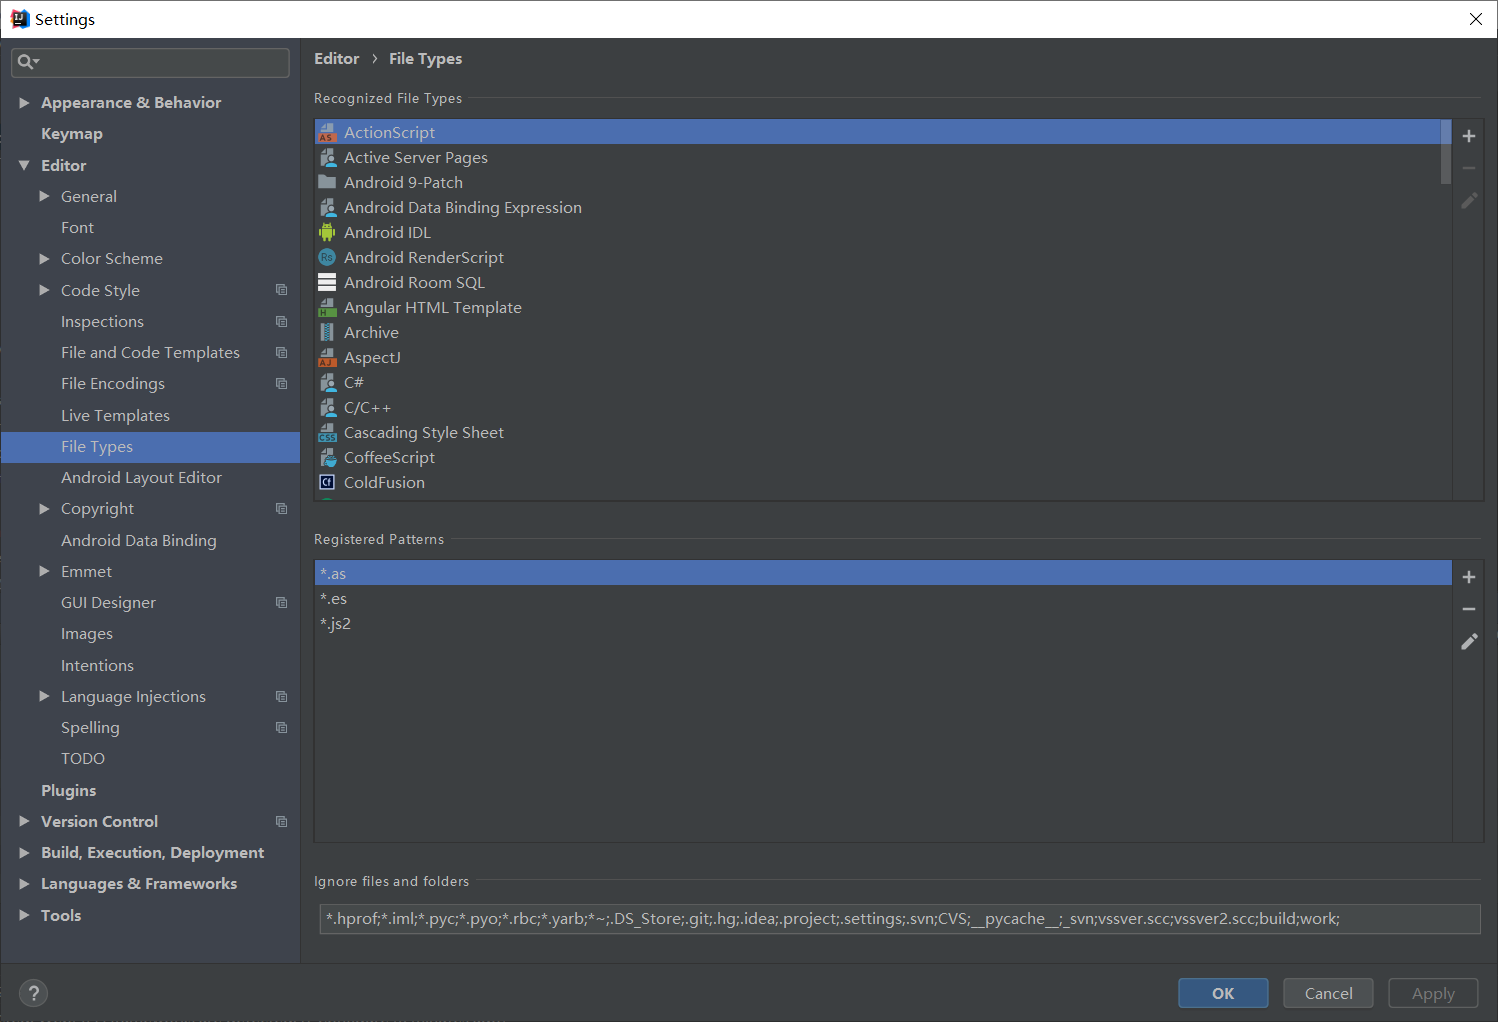 Settings
Appearance & Behavior
Keymap
Editor
General
Font
Color Scheme
Code Style
Inspections
File and Code Templates
File Encodings
Live Templates
File Types
Android Layout Editor
Copyright
Android Data Binding
Emmet
GUI Designer
Images
Intentions
Language Injections
Spelling
TODO
Plugins
Version Control
Build, Execution, Deployment
Languages & Frameworks
Tools
Editor › File Types
Recognized File Types
ActionScript
Active Server Pages
Android 9-Patch
Android Data Binding Expression
Android IDL
Android RenderScript
Android Room SQL
Angular HTML Template
Archive
AspectJ
C#
C/C++
Cascading Style Sheet
CoffeeScript
ColdFusion
Registered Patterns
*.as
*.es
*.js2
Ignore files and folders
*.hprof;*.iml;*.pyc;*.pyo;*.rbc;*.yarb;*~;.DS_Store;.git;.hg;.idea;.project;.settings;.svn;CVS;__pycache__;_svn;vssver.scc;vssver2.scc;build;work;
?
OK
Cancel
Apply